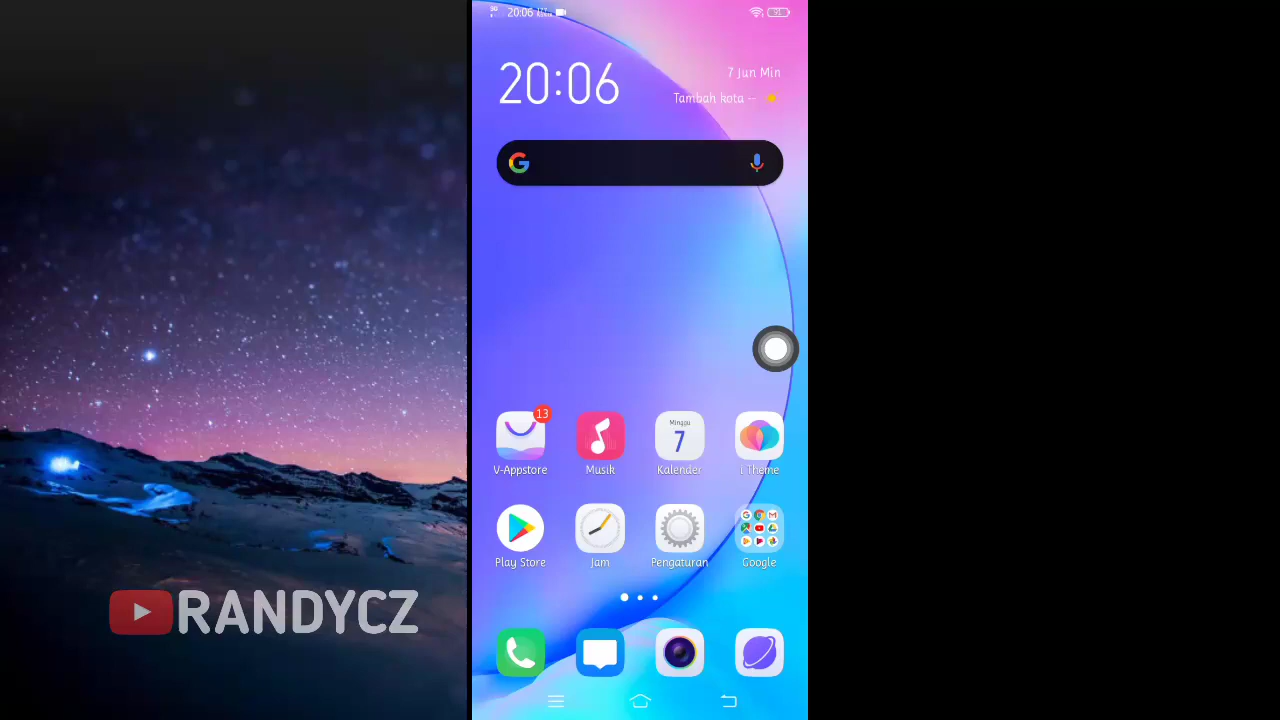 20:06
91
20:06
7 Jun Min
Tambah kota --
13
Minggu
7
V-Appstore
Musik
Kalender
i Theme
Play Store
Jam
Pengaturan
Google
RANDYCZ